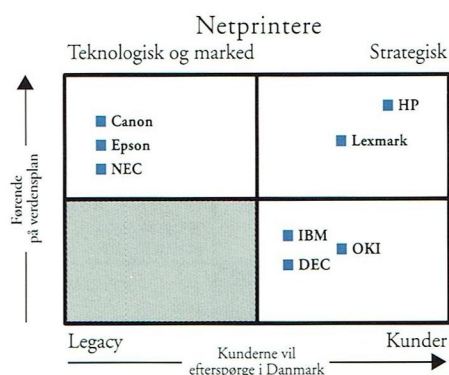 Netprintere
Teknologisk og marked
Strategisk
Canon
Epson
NEC
HP
Lexmark
IBM
OKI
DEC
Førende
på verdensplan
Legacy
Kunder
Kunderne vil
efterspørge i Danmark